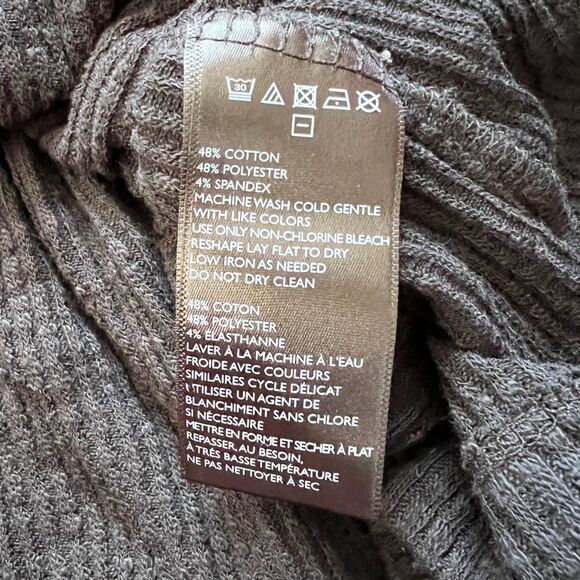 30
48% COTTON
48% POLYESTER
4% SPANDEX
MACHINE WASH COLD GENTLE
WITH LIKE COLORS
USE ONLY NON-CHLORINE BLEACH
RESHAPE LAY FLAT TO DRY
LOW IRON AS NEEDED
DO NOT DRY CLEAN
48% COTON
48% POLYESTER
4% ÉLASTHANNE
LAVER À LA MACHINE À L'EAU
FROIDE AVEC COULEURS
SIMILAIRES CYCLE DÉLICAT
UTILISER UN AGENT DE
BLANCHIMENT SANS CHLORE
SI NÉCESSAIRE
METTRE EN FORME ET SECHER À PLAT
REPASSER, AU BESOIN,
À TRÈS BASSE TEMPÉRATURE
NE PAS NETTOYER À SEC